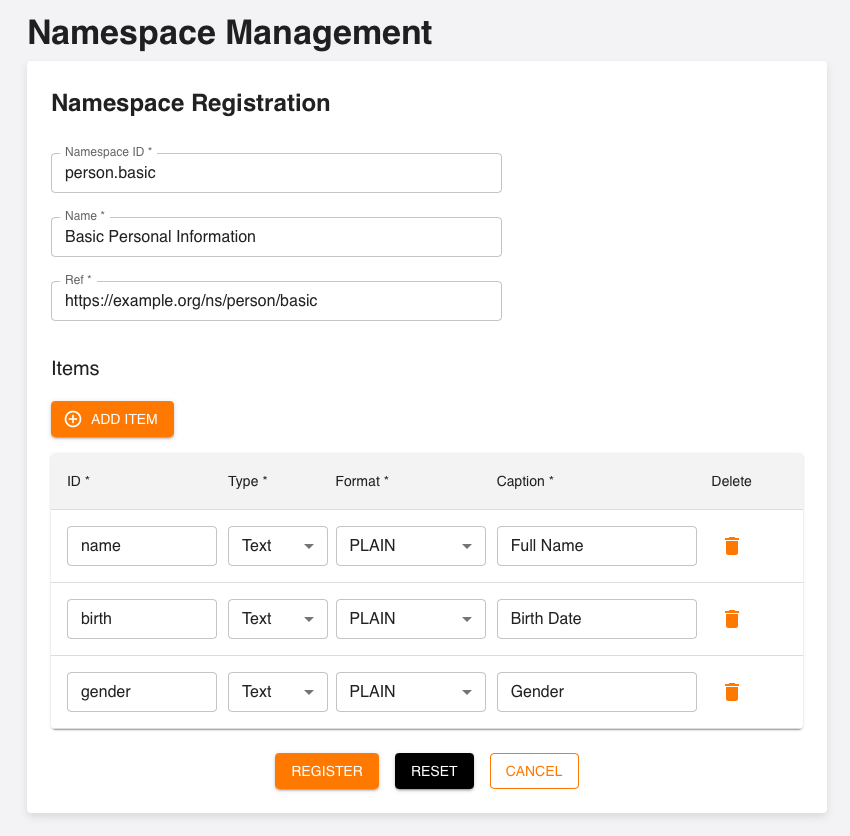 Namespace Management
Namespace Registration
Namespace ID *
person.basic
Name *
Basic Personal Information
Ref *
https://example.org/ns/person/basic
Items
ADD ITEM
ID * Type * Format * Caption * Delete
name Text PLAIN Full Name
birth Text PLAIN Birth Date
gender Text PLAIN Gender
REGISTER RESET CANCEL